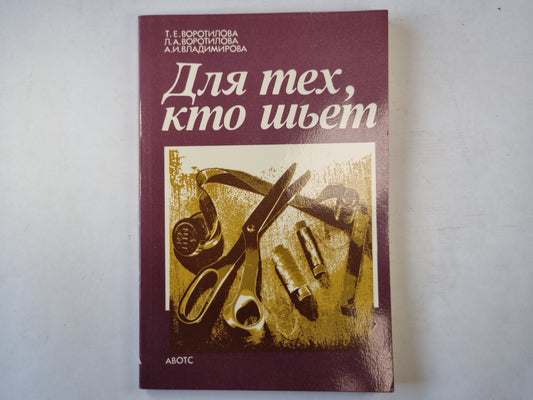 Т. Е. ВОРОТИЛОВА
Л. А. ВОРОТИЛОВА
А. И. ВЛАДИМИРОВА
Для тех,
кто шьет
АВОТС